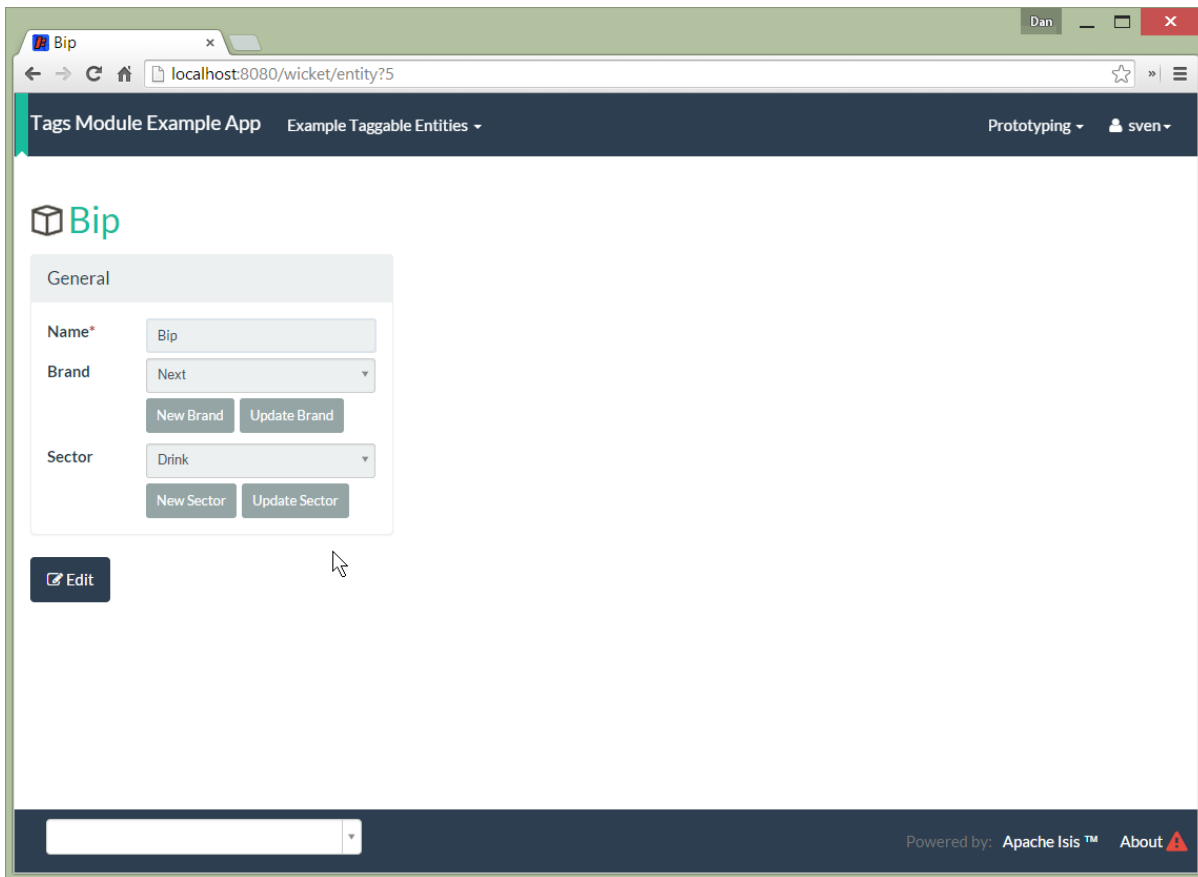 Dan
Bip
localhost:8080/wicket/entity?5
Tags Module Example App Example Taggable Entities Prototyping sven
Bip
General
Name* Bip
Brand Next
New Brand Update Brand
Sector Drink
New Sector Update Sector
Edit
Powered by: Apache Isis ™ About